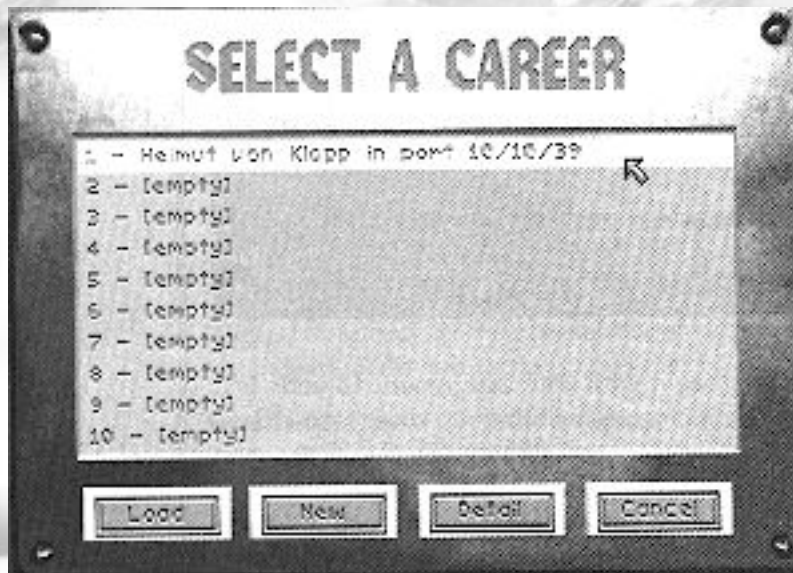 SELECT A CAREER
1 - Helmut von Klapp in port 10/10/39
2 - [empty]
3 - [empty]
4 - [empty]
5 - [empty]
6 - [empty]
7 - [empty]
8 - [empty]
9 - [empty]
10 - [empty]
Load New Detail Cancel